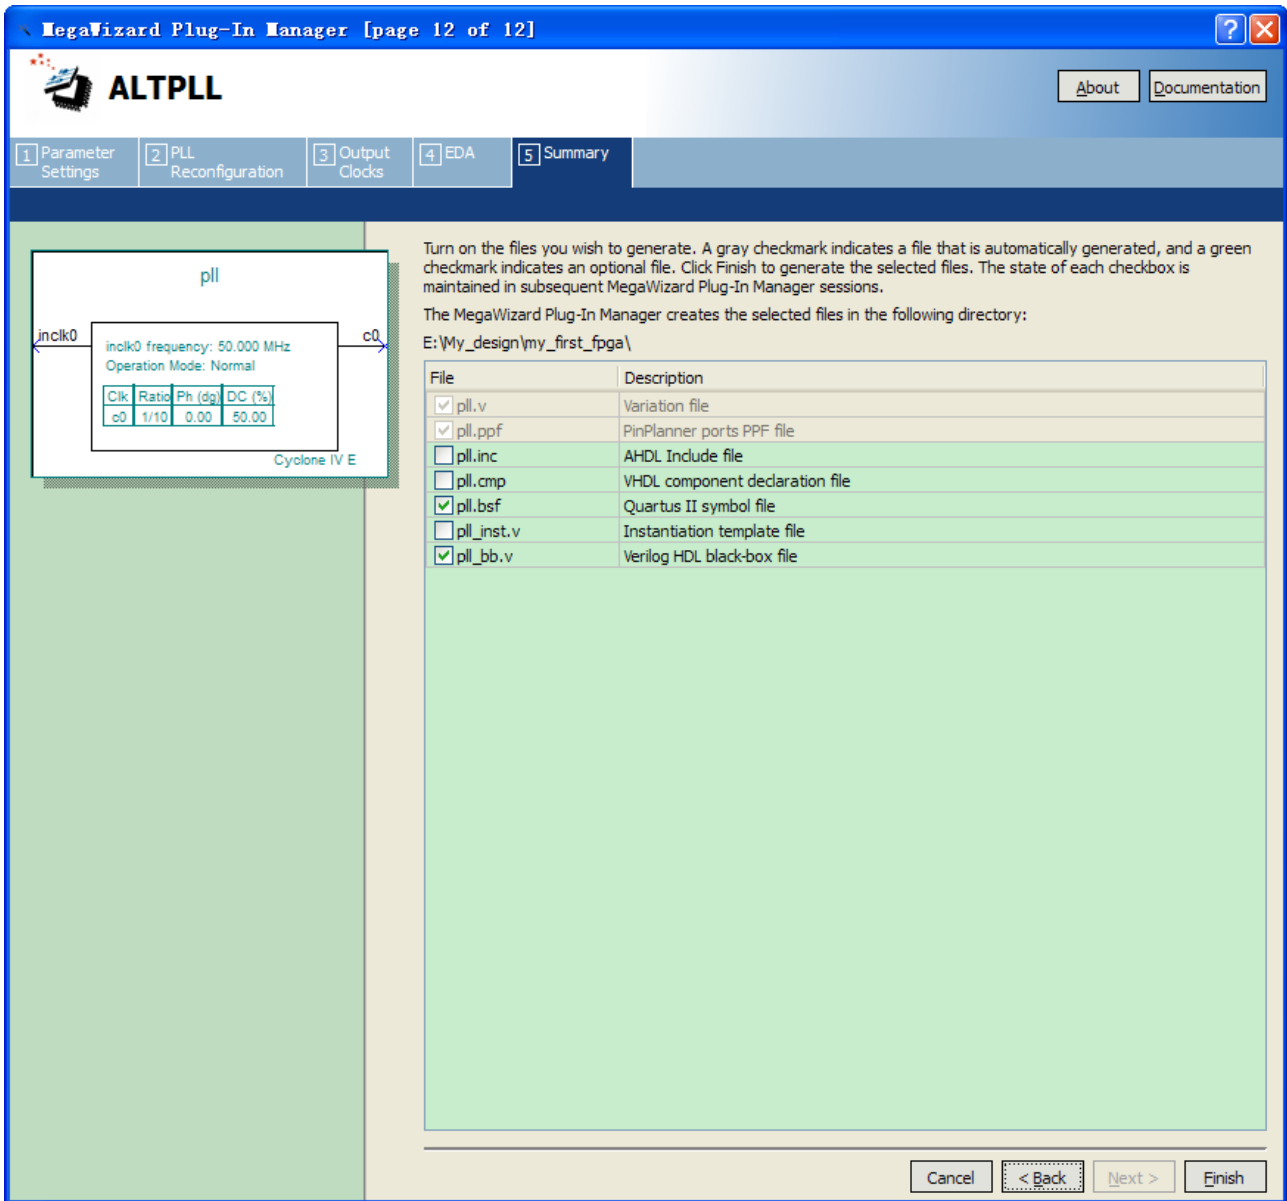 MegaWizard Plug-In Manager [page 12 of 12]
?
ALTPLL
About
Documentation
1 Parameter Settings
2 PLL Reconfiguration
3 Output Clocks
4 EDA
5 Summary
pll
inclk0
c0
inclk0 frequency: 50.000 MHz
Operation Mode: Normal
Clk Ratio Ph (dg) DC (%)
c0 1/10 0.00 50.00
Cyclone IV E
Turn on the files you wish to generate. A gray checkmark indicates a file that is automatically generated, and a green
checkmark indicates an optional file. Click Finish to generate the selected files. The state of each checkbox is
maintained in subsequent MegaWizard Plug-In Manager sessions.
The MegaWizard Plug-In Manager creates the selected files in the following directory:
E:\My_design\my_first_fpga\
File Description
pll.v Variation file
pll.ppf PinPlanner ports PPF file
pll.inc AHDL Include file
pll.cmp VHDL component declaration file
pll.bsf Quartus II symbol file
pll_inst.v Instantiation template file
pll_bb.v Verilog HDL black-box file
Cancel
< Back
Next >
Finish